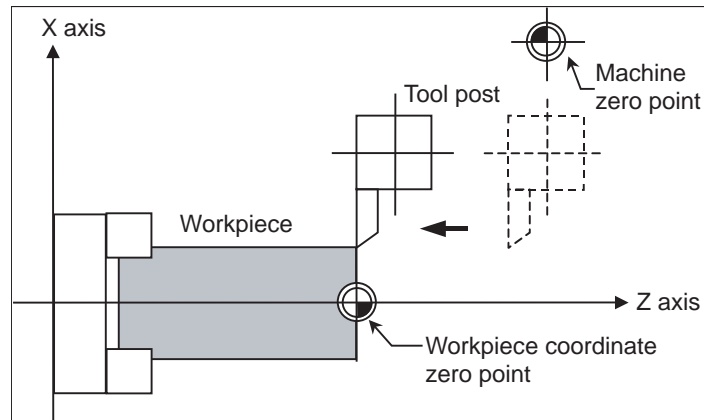 X axis
Machine
zero point
Tool post
Workpiece
Z axis
Workpiece coordinate
zero point